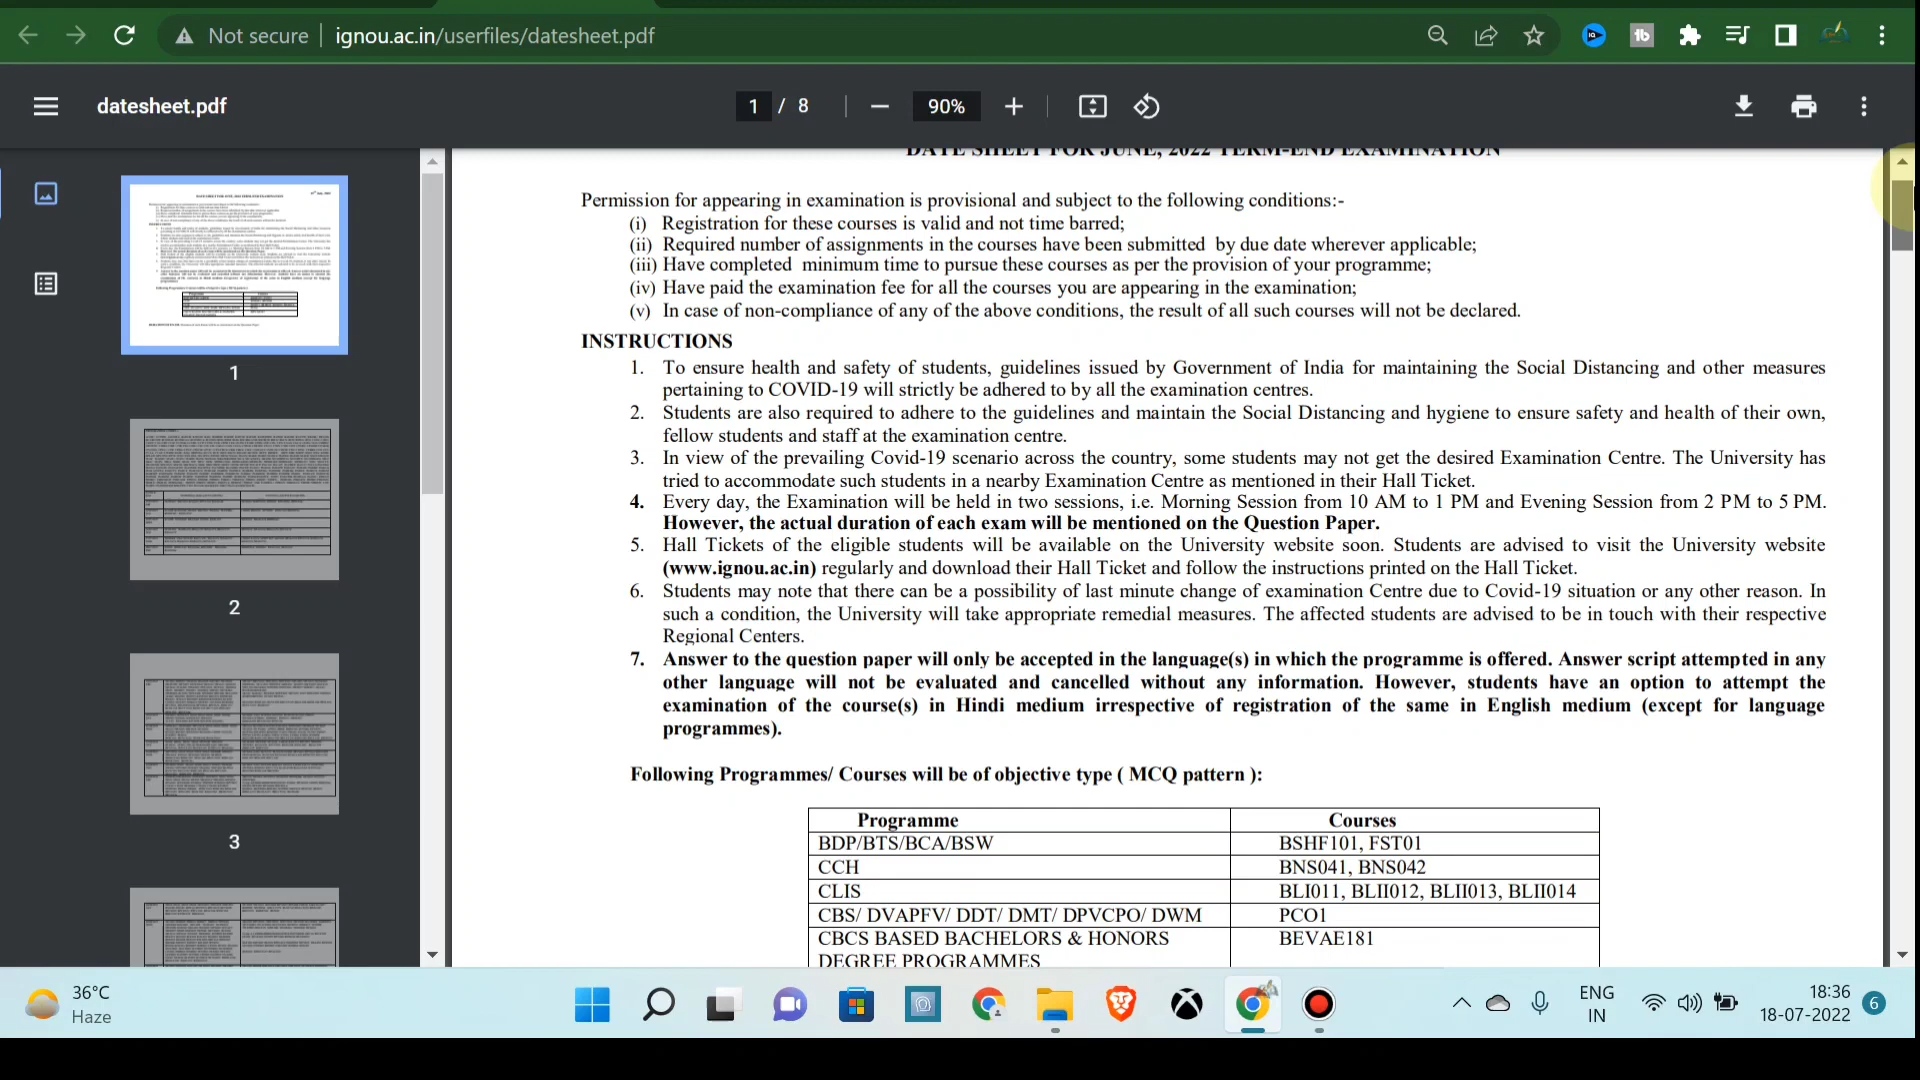 Not secure
ignou.ac.in/userfiles/datesheet.pdf
datesheet.pdf
1 / 8
90%
DATE SHEET FOR JUNE, 2022 TERM-END EXAMINATION
Permission for appearing in examination is provisional and subject to the following conditions:-
(i) Registration for these courses is valid and not time barred;
(ii) Required number of assignments in the courses have been submitted by due date wherever applicable;
(iii) Have completed minimum time to pursue these courses as per the provision of your programme;
(iv) Have paid the examination fee for all the courses you are appearing in the examination;
(v) In case of non-compliance of any of the above conditions, the result of all such courses will not be declared.
INSTRUCTIONS
1. To ensure health and safety of students, guidelines issued by Government of India for maintaining the Social Distancing and other measures
pertaining to COVID-19 will strictly be adhered to by all the examination centres.
2. Students are also required to adhere to the guidelines and maintain the Social Distancing and hygiene to ensure safety and health of their own,
fellow students and staff at the examination centre.
3. In view of the prevailing Covid-19 scenario across the country, some students may not get the desired Examination Centre. The University has
tried to accommodate such students in a nearby Examination Centre as mentioned in their Hall Ticket.
4. Every day, the Examination will be held in two sessions, i.e. Morning Session from 10 AM to 1 PM and Evening Session from 2 PM to 5 PM.
However, the actual duration of each exam will be mentioned on the Question Paper.
5. Hall Tickets of the eligible students will be available on the University website soon. Students are advised to visit the University website
(www.ignou.ac.in) regularly and download their Hall Ticket and follow the instructions printed on the Hall Ticket.
6. Students may note that there can be a possibility of last minute change of examination Centre due to Covid-19 situation or any other reason. In
such a condition, the University will take appropriate remedial measures. The affected students are advised to be in touch with their respective
Regional Centers.
7. Answer to the question paper will only be accepted in the language(s) in which the programme is offered. Answer script attempted in any
other language will not be evaluated and cancelled without any information. However, students have an option to attempt the
examination of the course(s) in Hindi medium irrespective of registration of the same in English medium (except for language
programmes).
Following Programmes/ Courses will be of objective type ( MCQ pattern ):
Programme Courses
BDP/BTS/BCA/BSW BSHF101, FST01
CCH BNS041, BNS042
CLIS BLI011, BLII012, BLII013, BLII014
CBS/ DVAPFV/ DDT/ DMT/ DPVCPO/ DWM PCO1
CBCS BASED BACHELORS & HONORS BEVAE181
DEGREE PROGRAMMES
1
2
3
36°C
Haze
ENG
IN
18:36
18-07-2022
6